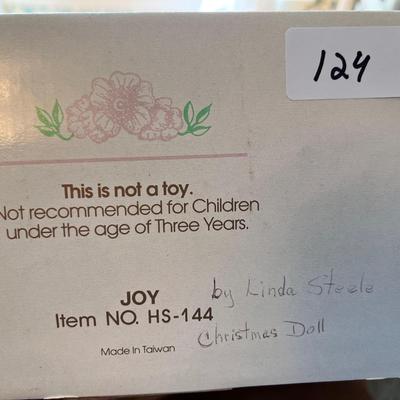 124
This is not a toy.
Not recommended for Children
under the age of Three Years.
JOY
by Linda Steele
Item NO. HS-144
Christmas Doll
Made In Taiwan